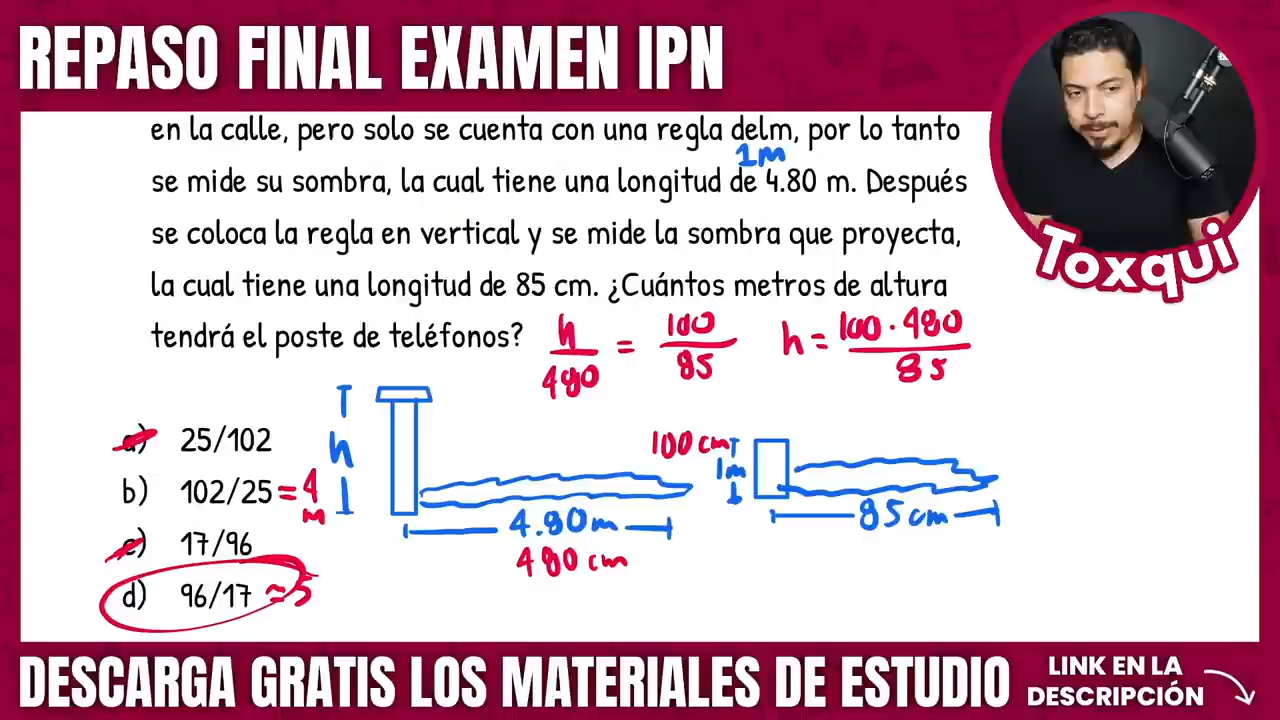 REPASO FINAL EXAMEN IPN
en la calle, pero solo se cuenta con una regla delm, por lo tanto
1m
se mide su sombra, la cual tiene una longitud de 4.80 m. Después
se coloca la regla en vertical y se mide la sombra que proyecta,
la cual tiene una longitud de 85 cm. ¿Cuántos metros de altura
tendrá el poste de teléfonos?
h/480 = 100/85
h = 100 · 480/85
a) 25/102
b) 102/25 = 4 m
c) 17/96
d) 96/17 ≈ 5
h
4.80m
480 cm
100 cm
1m
85 cm
Toxqui
DESCARGA GRATIS LOS MATERIALES DE ESTUDIO
LINK EN LA
DESCRIPCIÓN